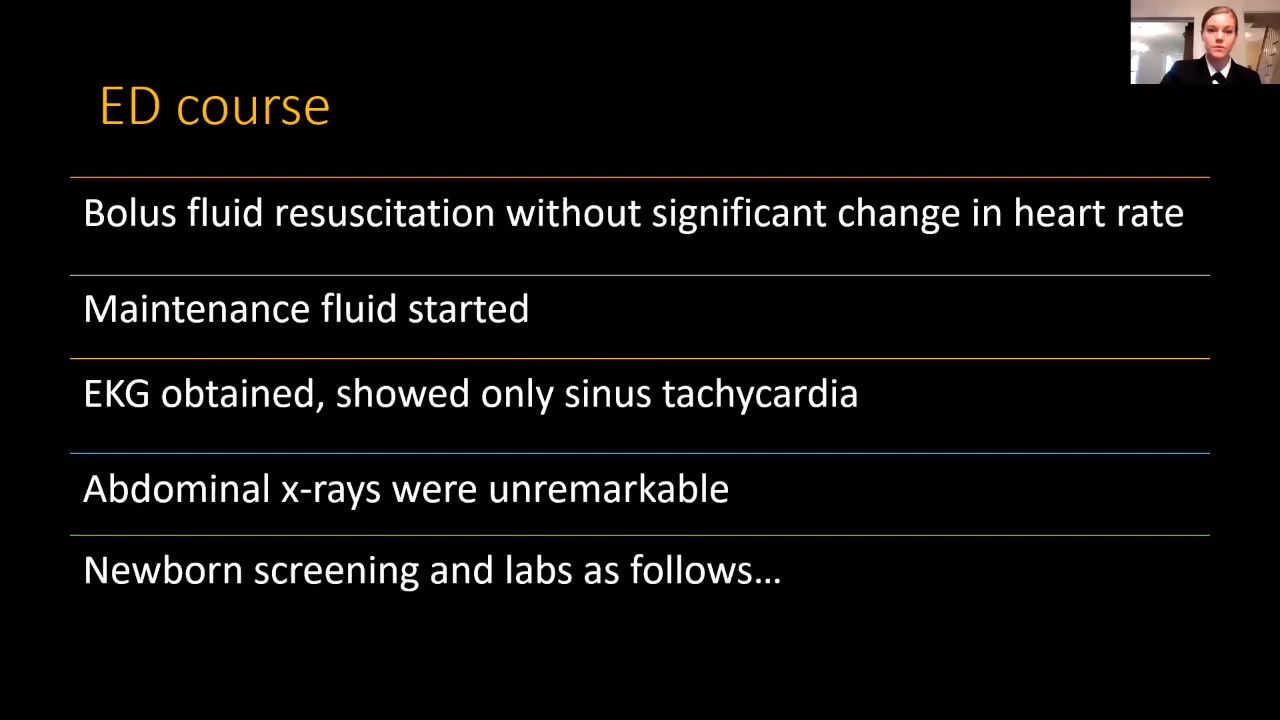 ED course
Bolus fluid resuscitation without significant change in heart rate
Maintenance fluid started
EKG obtained, showed only sinus tachycardia
Abdominal x-rays were unremarkable
Newborn screening and labs as follows…